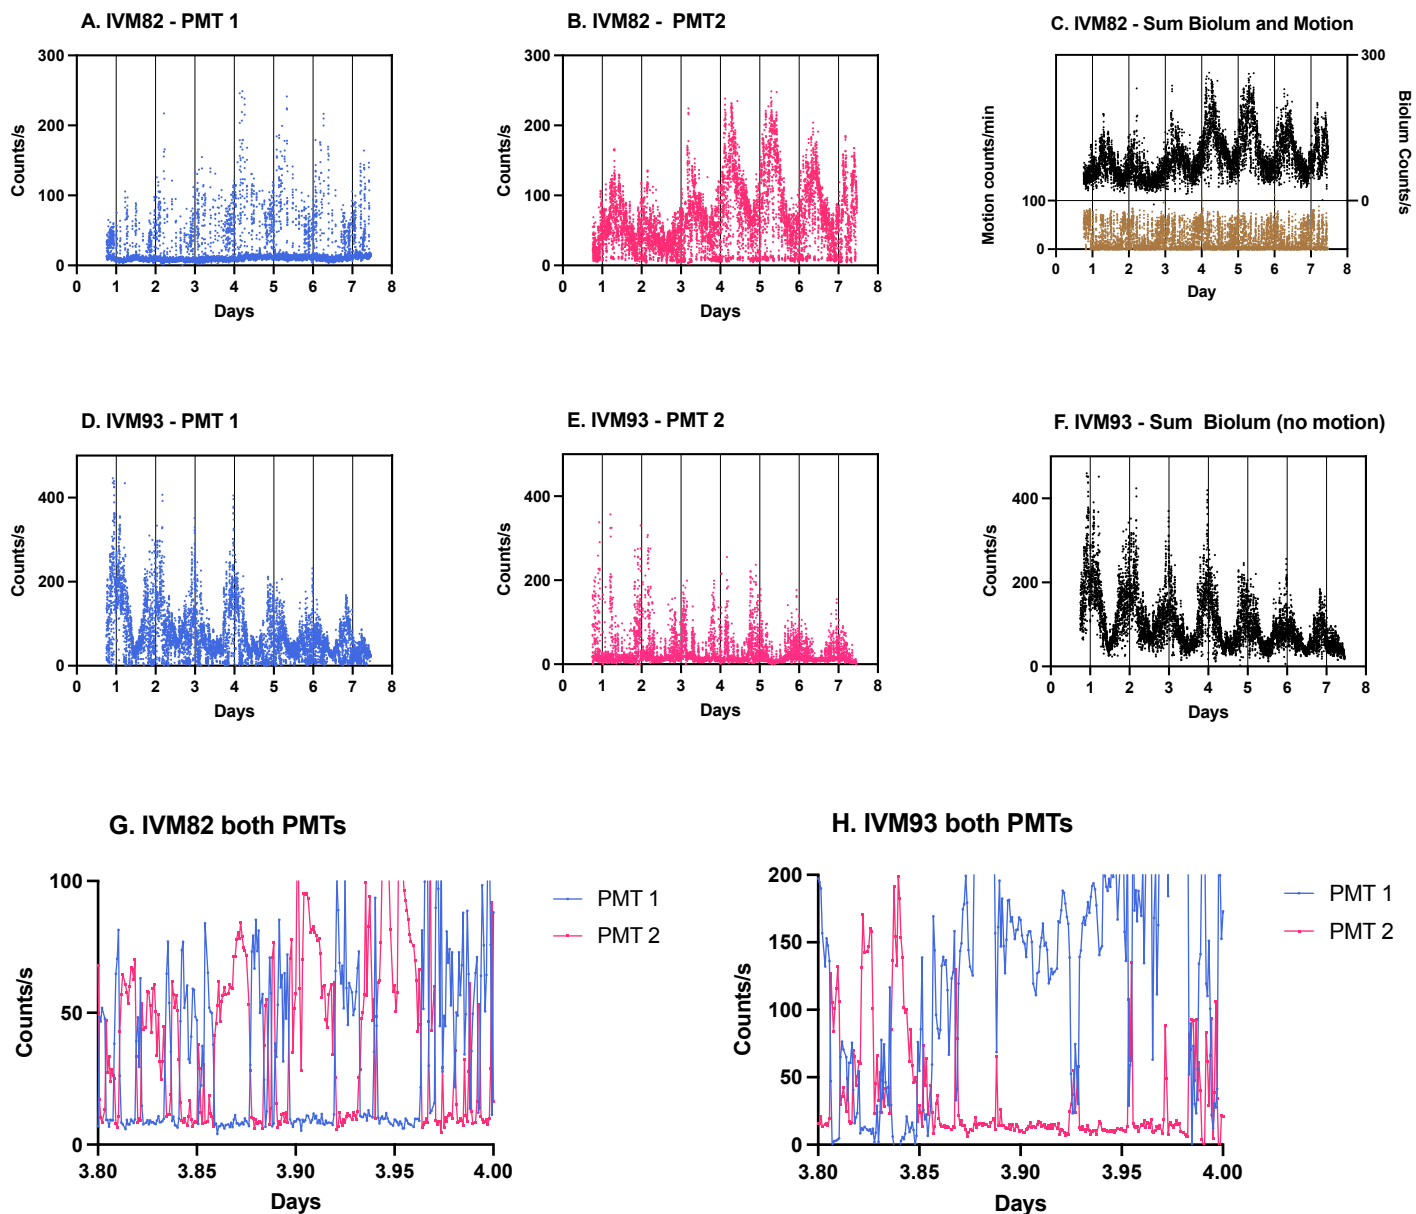 A. IVM82 - PMT 1
B. IVM82 -  PMT2
C. IVM82 - Sum Biolum and Motion
300
200
100
0
Counts/s
0 1 2 3 4 5 6 7 8
Days
300
200
100
0
Counts/s
0 1 2 3 4 5 6 7 8
Days
Motion counts/min
100
0
300
0
Biolum Counts/s
0 1 2 3 4 5 6 7 8
Day
D. IVM93 - PMT 1
E. IVM93 - PMT 2
F. IVM93 - Sum  Biolum (no motion)
400
200
0
Counts/s
0 1 2 3 4 5 6 7 8
Days
400
200
0
Counts/s
0 1 2 3 4 5 6 7 8
Days
400
200
0
Counts/s
0 1 2 3 4 5 6 7 8
Days
G. IVM82 both PMTs
100
50
0
Counts/s
3.80 3.85 3.90 3.95 4.00
Days
PMT 1
PMT 2
H. IVM93 both PMTs
200
150
100
50
0
Counts/s
3.80 3.85 3.90 3.95 4.00
Days
PMT 1
PMT 2